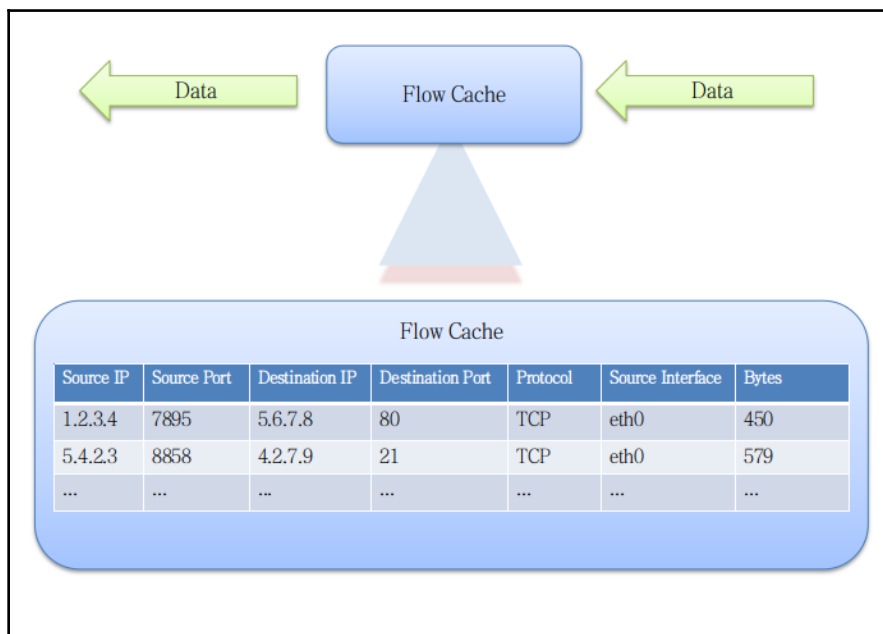 Data
Flow Cache
Data
Flow Cache
Source IP Source Port Destination IP Destination Port Protocol Source Interface Bytes
1.2.3.4 7895 5.6.7.8 80 TCP eth0 450
5.4.2.3 8858 4.2.7.9 21 TCP eth0 579
... ... ... ... ... ... ...